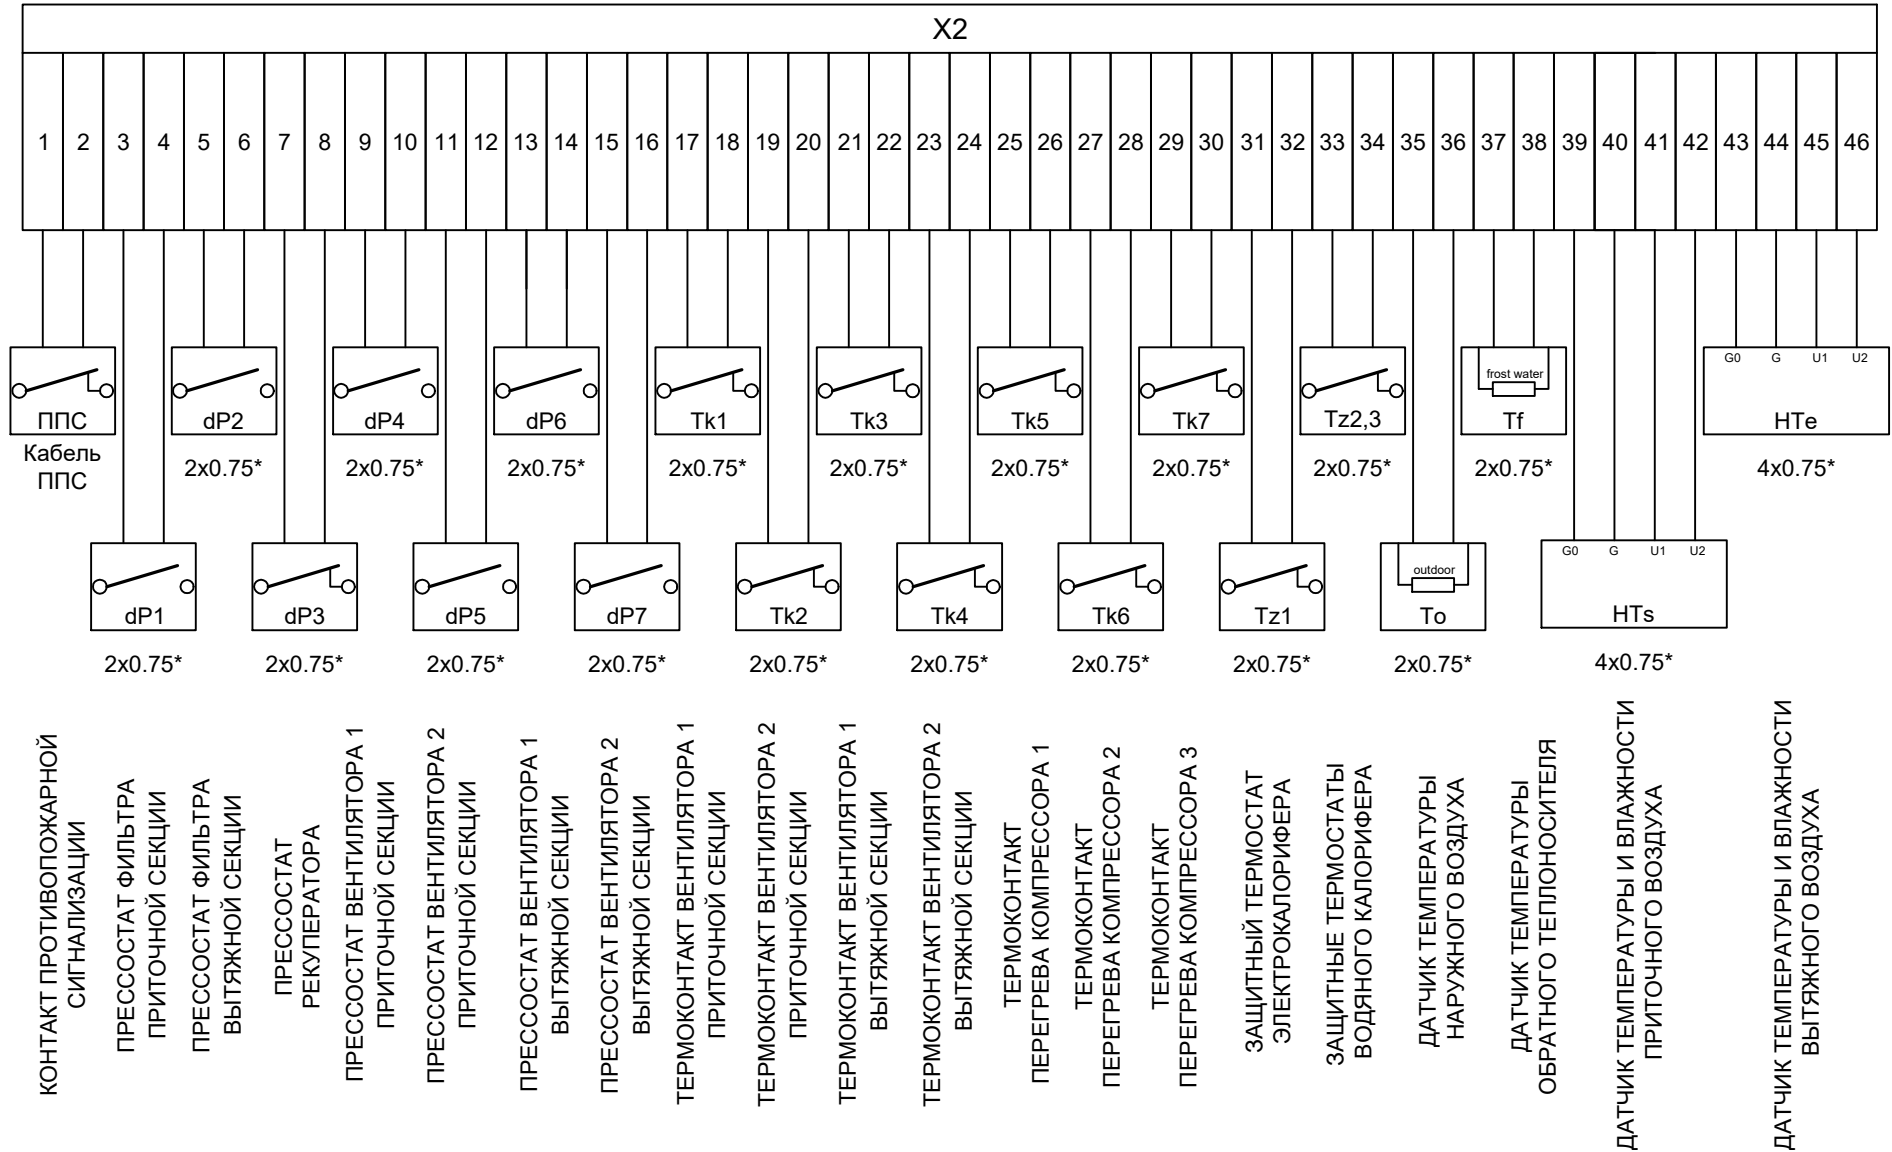 X2
1 2 3 4 5 6 7 8 9 10 11 12 13 14 15 16 17 18 19 20 21 22 23 24 25 26 27 28 29 30 31 32 33 34 35 36 37 38 39 40 41 42 43 44 45 46
ППС
Кабель
ППС
dP2
2x0.75*
dP4
2x0.75*
dP6
2x0.75*
Tk1
2x0.75*
Tk3
2x0.75*
Tk5
2x0.75*
Tk7
2x0.75*
Tz2,3
2x0.75*
frost water
Tf
2x0.75*
G0 G U1 U2
HTe
4x0.75*
dP1
2x0.75*
dP3
2x0.75*
dP5
2x0.75*
dP7
2x0.75*
Tk2
2x0.75*
Tk4
2x0.75*
Tk6
2x0.75*
Tz1
2x0.75*
outdoor
To
2x0.75*
G0 G U1 U2
HTs
4x0.75*
КОНТАКТ ПРОТИВОПОЖАРНОЙ
СИГНАЛИЗАЦИИ
ПРЕССОСТАТ ФИЛЬТРА
ПРИТОЧНОЙ СЕКЦИИ
ПРЕССОСТАТ ФИЛЬТРА
ВЫТЯЖНОЙ СЕКЦИИ
ПРЕССОСТАТ
РЕКУПЕРАТОРА
ПРЕССОСТАТ ВЕНТИЛЯТОРА 1
ПРИТОЧНОЙ СЕКЦИИ
ПРЕССОСТАТ ВЕНТИЛЯТОРА 2
ПРИТОЧНОЙ СЕКЦИИ
ПРЕССОСТАТ ВЕНТИЛЯТОРА 1
ВЫТЯЖНОЙ СЕКЦИИ
ПРЕССОСТАТ ВЕНТИЛЯТОРА 2
ВЫТЯЖНОЙ СЕКЦИИ
ТЕРМОКОНТАКТ ВЕНТИЛЯТОРА 1
ПРИТОЧНОЙ СЕКЦИИ
ТЕРМОКОНТАКТ ВЕНТИЛЯТОРА 2
ПРИТОЧНОЙ СЕКЦИИ
ТЕРМОКОНТАКТ ВЕНТИЛЯТОРА 1
ВЫТЯЖНОЙ СЕКЦИИ
ТЕРМОКОНТАКТ ВЕНТИЛЯТОРА 2
ВЫТЯЖНОЙ СЕКЦИИ
ТЕРМОКОНТАКТ
ПЕРЕГРЕВА КОМПРЕССОРА 1
ТЕРМОКОНТАКТ
ПЕРЕГРЕВА КОМПРЕССОРА 2
ТЕРМОКОНТАКТ
ПЕРЕГРЕВА КОМПРЕССОРА 3
ЗАЩИТНЫЙ ТЕРМОСТАТ
ЭЛЕКТРОКАЛОРИФЕРА
ЗАЩИТНЫЕ ТЕРМОСТАТЫ
ВОДЯНОГО КАЛОРИФЕРА
ДАТЧИК ТЕМПЕРАТУРЫ
НАРУЖНОГО ВОЗДУХА
ДАТЧИК ТЕМПЕРАТУРЫ
ОБРАТНОГО ТЕПЛОНОСИТЕЛЯ
ДАТЧИК ТЕМПЕРАТУРЫ И ВЛАЖНОСТИ
ПРИТОЧНОГО ВОЗДУХА
ДАТЧИК ТЕМПЕРАТУРЫ И ВЛАЖНОСТИ
ВЫТЯЖНОГО ВОЗДУХА